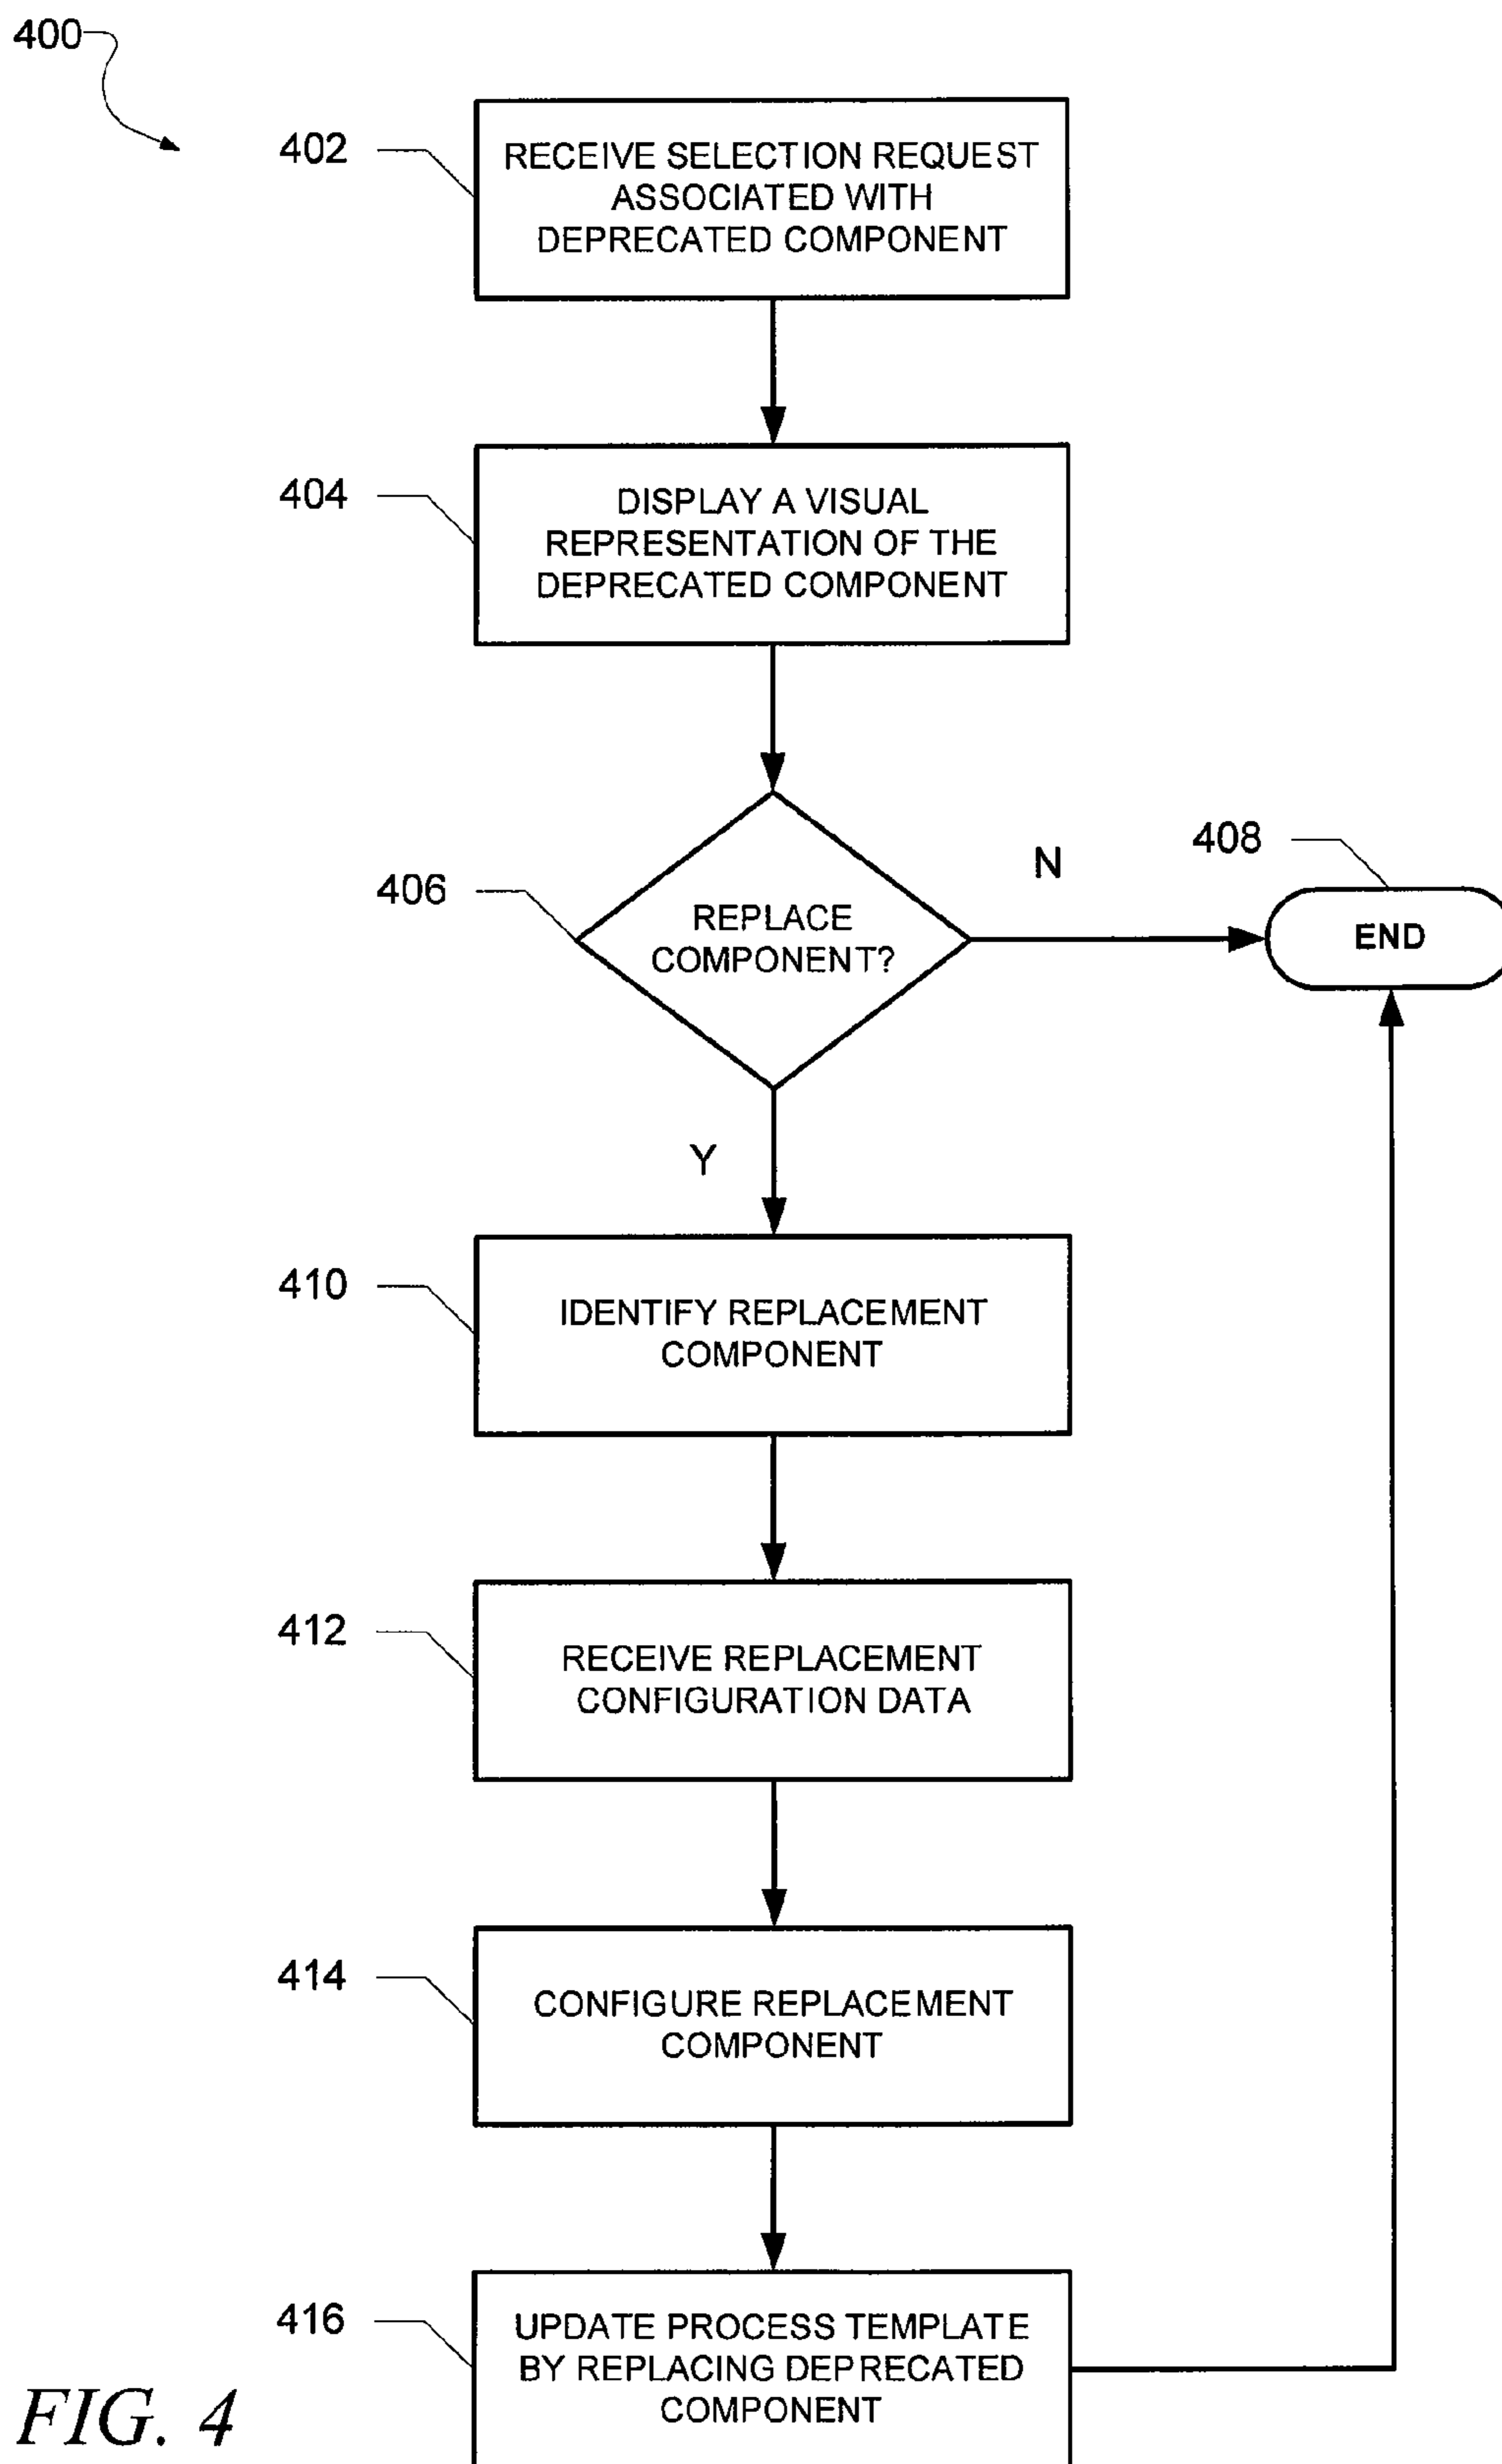 400
402
RECEIVE SELECTION REQUEST
ASSOCIATED WITH
DEPRECATED COMPONENT
404
DISPLAY A VISUAL
REPRESENTATION OF THE
DEPRECATED COMPONENT
406
REPLACE
COMPONENT?
N
408
END
Y
410
IDENTIFY REPLACEMENT
COMPONENT
412
RECEIVE REPLACEMENT
CONFIGURATION DATA
414
CONFIGURE REPLACEMENT
COMPONENT
416
UPDATE PROCESS TEMPLATE
BY REPLACING DEPRECATED
COMPONENT
FIG. 4